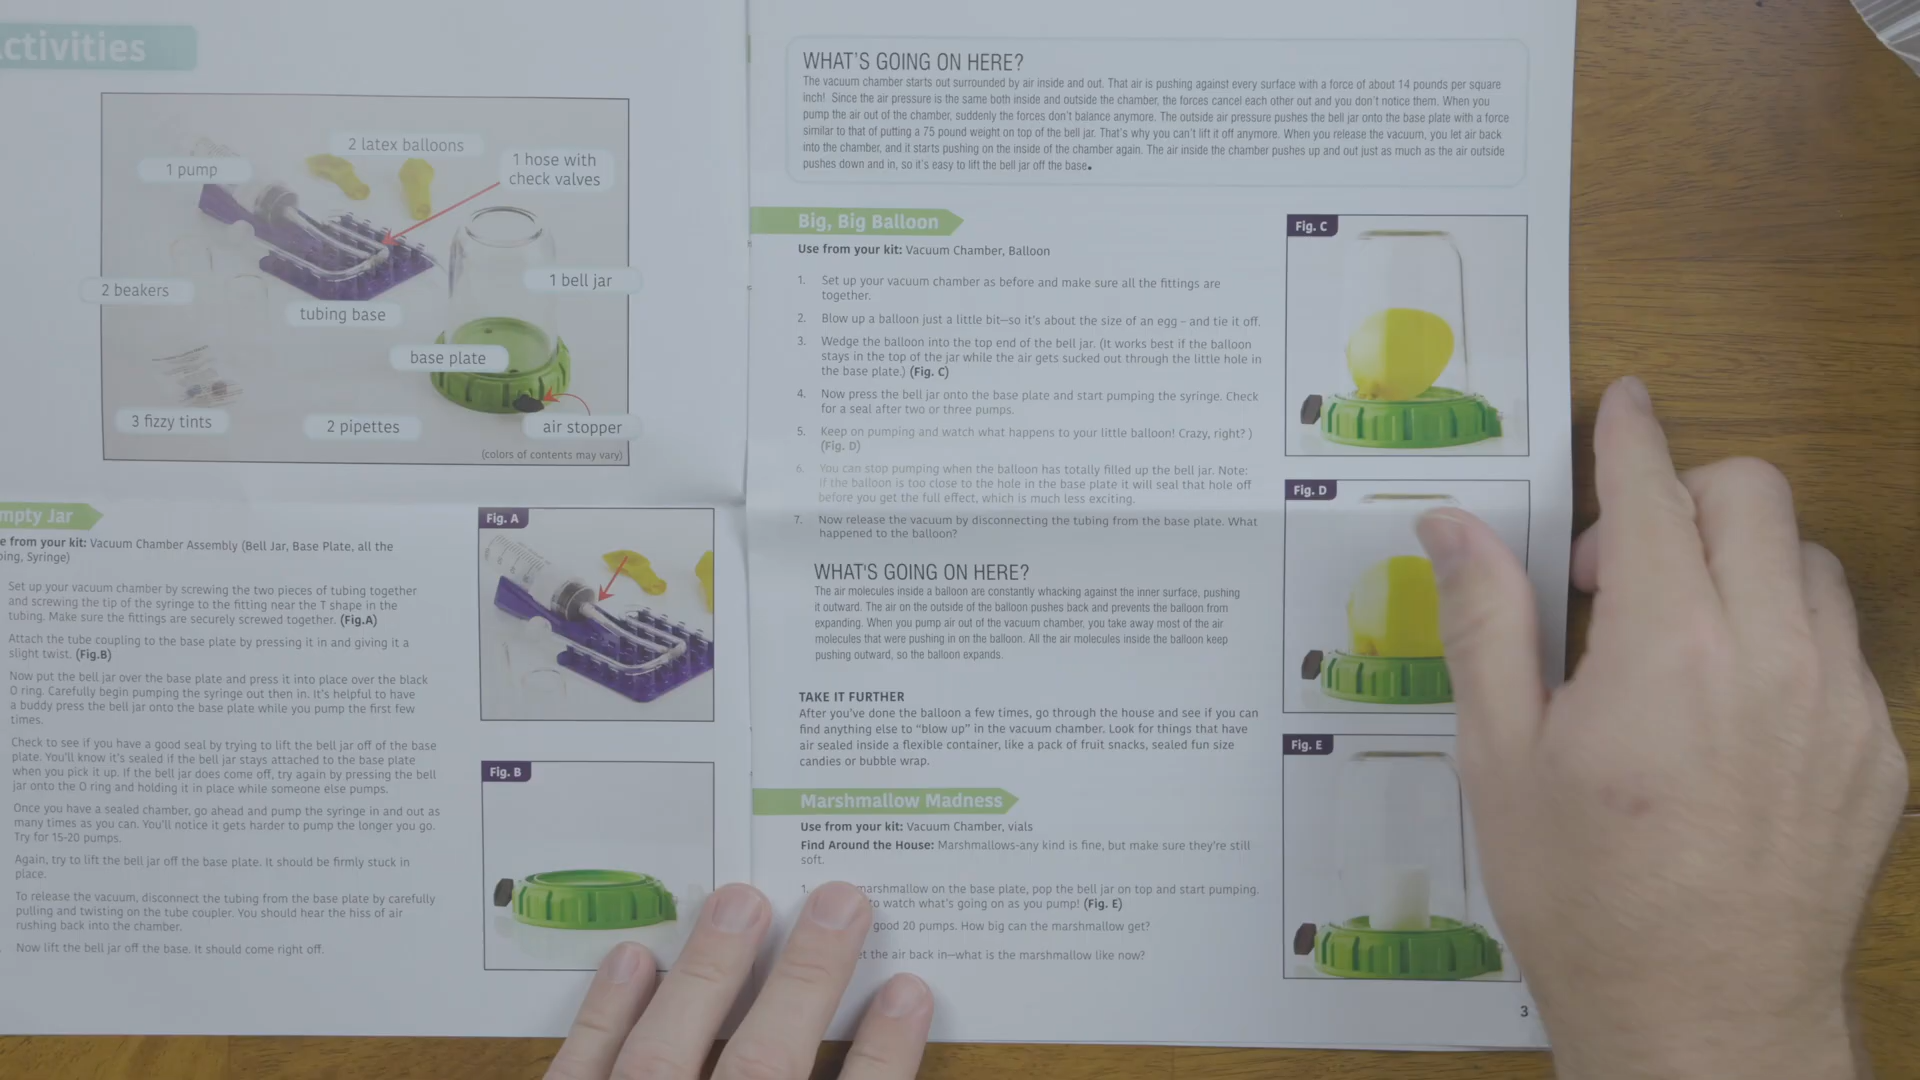 ctivities
1 pump
2 latex balloons
1 hose with
check valves
2 beakers
tubing base
1 bell jar
base plate
3 fizzy tints
2 pipettes
air stopper
(colors of contents may vary)
mpty Jar
e from your kit: Vacuum Chamber Assembly (Bell Jar, Base Plate, all the
ing, Syringe)
Set up your vacuum chamber by screwing the two pieces of tubing together
and screwing the tip of the syringe to the fitting near the T shape in the
tubing. Make sure the fittings are securely screwed together. (Fig.A)
Attach the tube coupling to the base plate by pressing it in and giving it a
slight twist. (Fig.B)
Now put the bell jar over the base plate and press it into place over the black
O ring. Carefully begin pumping the syringe out then in. It's helpful to have
a buddy press the bell jar onto the base plate while you pump the first few
times.
Check to see if you have a good seal by trying to lift the bell jar off of the base
plate. You'll know it's sealed if the bell jar stays attached to the base plate
when you pick it up. If the bell jar does come off, try again by pressing the bell
jar onto the O ring and holding it in place while someone else pumps.
Once you have a sealed chamber, go ahead and pump the syringe in and out as
many times as you can. You'll notice it gets harder to pump the longer you go.
Try for 15-20 pumps.
Again, try to lift the bell jar off the base plate. It should be firmly stuck in
place.
To release the vacuum, disconnect the tubing from the base plate by carefully
pulling and twisting on the tube coupler. You should hear the hiss of air
rushing back into the chamber.
Now lift the bell jar off the base. It should come right off.
Fig. A
Fig. B
WHAT'S GOING ON HERE?
The vacuum chamber starts out surrounded by air inside and out. That air is pushing against every surface with a force of about 14 pounds per square
inch! Since the air pressure is the same both inside and outside the chamber, the forces cancel each other out and you don't notice them. When you
pump the air out of the chamber, suddenly the forces don't balance anymore. The outside air pressure pushes the bell jar onto the base plate with a force
similar to that of putting a 75 pound weight on top of the bell jar. That's why you can't lift it off anymore. When you release the vacuum, you let air back
into the chamber, and it starts pushing on the inside of the chamber again. The air inside the chamber pushes up and out just as much as the air outside
pushes down and in, so it's easy to lift the bell jar off the base.
Big, Big Balloon
Use from your kit: Vacuum Chamber, Balloon
1. Set up your vacuum chamber as before and make sure all the fittings are
together.
2. Blow up a balloon just a little bit—so it's about the size of an egg – and tie it off.
3. Wedge the balloon into the top end of the bell jar. (It works best if the balloon
stays in the top of the jar while the air gets sucked out through the little hole in
the base plate.) (Fig. C)
4. Now press the bell jar onto the base plate and start pumping the syringe. Check
for a seal after two or three pumps.
5. Keep on pumping and watch what happens to your little balloon! Crazy, right? )
(Fig. D)
6. You can stop pumping when the balloon has totally filled up the bell jar. Note:
if the balloon is too close to the hole in the base plate it will seal that hole off
before you get the full effect, which is much less exciting.
7. Now release the vacuum by disconnecting the tubing from the base plate. What
happened to the balloon?
WHAT'S GOING ON HERE?
The air molecules inside a balloon are constantly whacking against the inner surface, pushing
it outward. The air on the outside of the balloon pushes back and prevents the balloon from
expanding. When you pump air out of the vacuum chamber, you take away most of the air
molecules that were pushing in on the balloon. All the air molecules inside the balloon keep
pushing outward, so the balloon expands.
TAKE IT FURTHER
After you've done the balloon a few times, go through the house and see if you can
find anything else to "blow up" in the vacuum chamber. Look for things that have
air sealed inside a flexible container, like a pack of fruit snacks, sealed fun size
candies or bubble wrap.
Marshmallow Madness
Use from your kit: Vacuum Chamber, vials
Find Around the House: Marshmallows-any kind is fine, but make sure they're still
soft.
1. marshmallow on the base plate, pop the bell jar on top and start pumping.
to watch what's going on as you pump! (Fig. E)
good 20 pumps. How big can the marshmallow get?
et the air back in—what is the marshmallow like now?
Fig. C
Fig. D
Fig. E
3